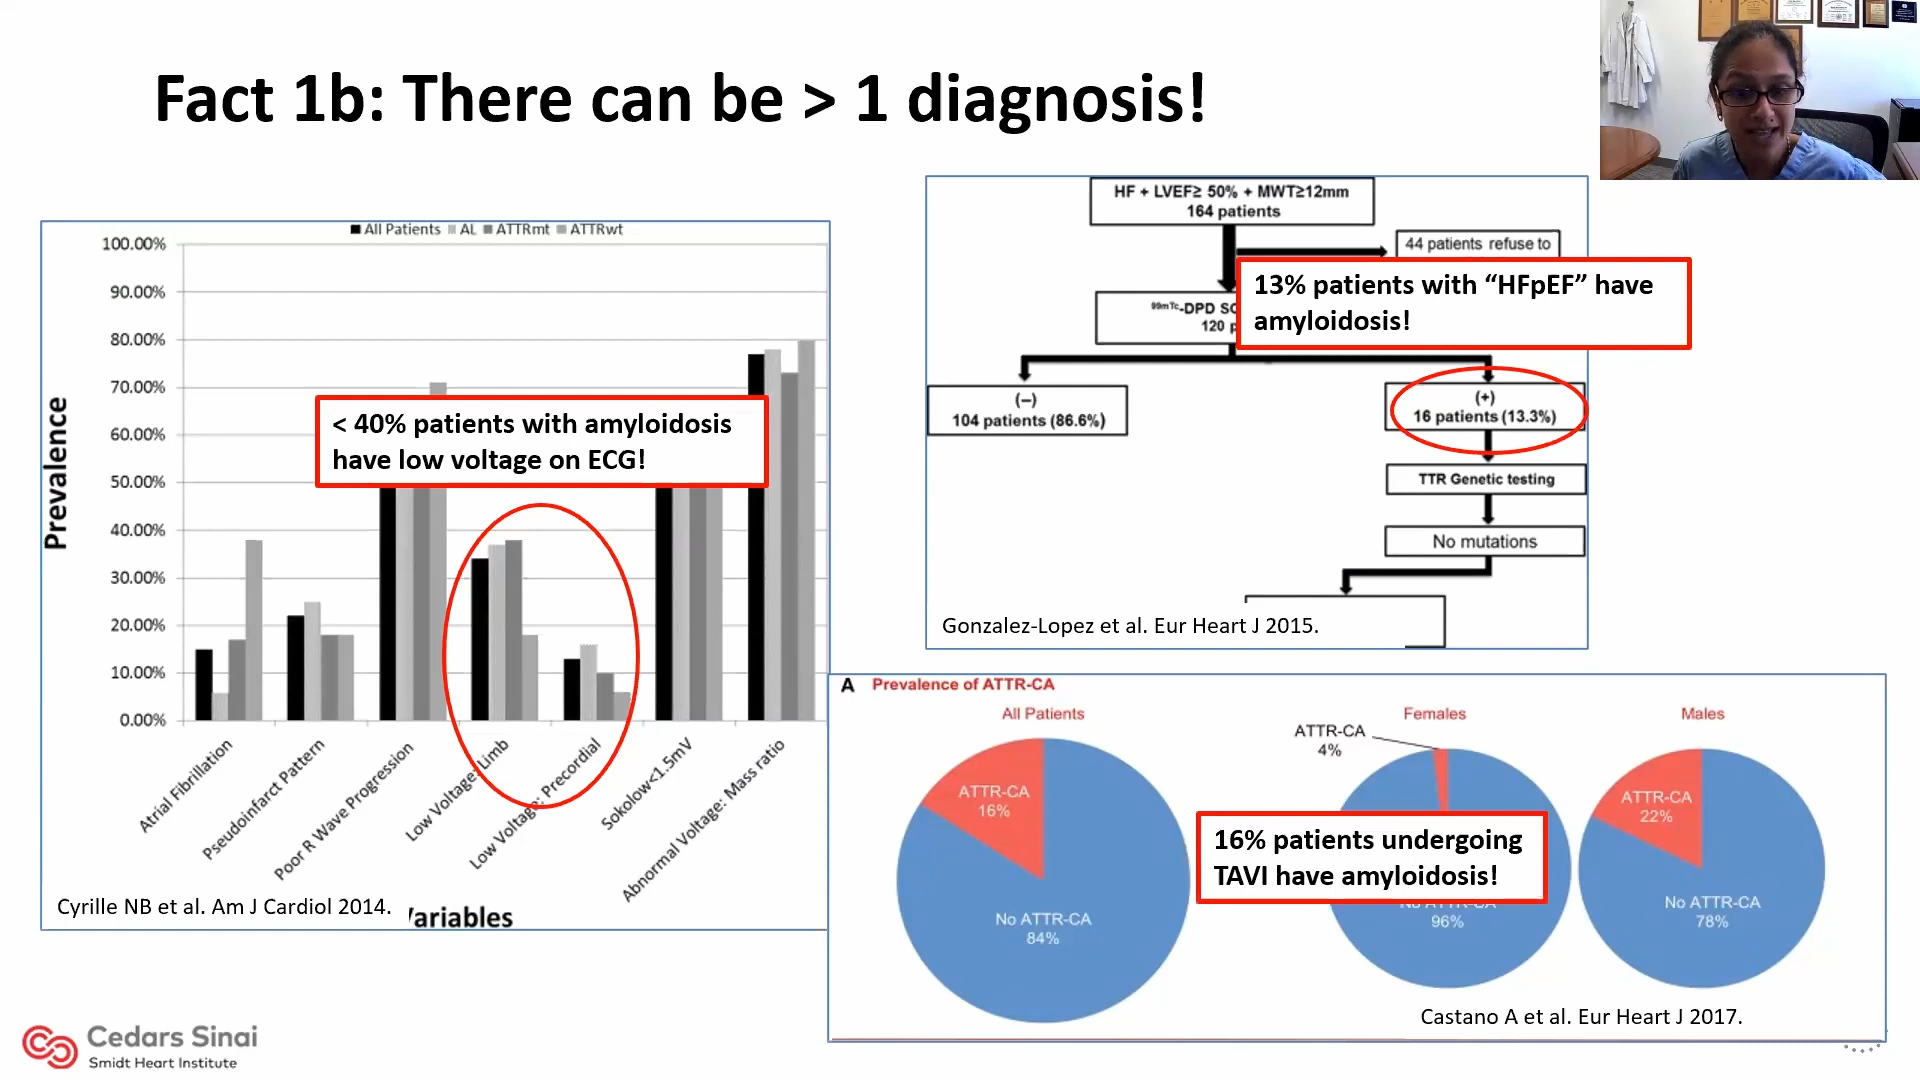 Fact 1b: There can be > 1 diagnosis!
All Patients AL ATTRmt ATTRwt
100.00%
90.00%
80.00%
70.00%
60.00%
50.00%
40.00%
30.00%
20.00%
10.00%
0.00%
Prevalence
< 40% patients with amyloidosis
have low voltage on ECG!
Atrial Fibrillation
Pseudoinfarct Pattern
Poor R Wave Progression
Low Voltage: Limb
Low Voltage: Precordial
Sokolow<1.5mV
Abnormal Voltage: Mass ratio
Cyrille NB et al. Am J Cardiol 2014.
HF + LVEF≥ 50% + MWT≥12mm
164 patients
44 patients refuse to
13% patients with “HFpEF” have
amyloidosis!
99mTc-DPD
120
(–)
104 patients (86.6%)
(+)
16 patients (13.3%)
TTR Genetic testing
No mutations
Gonzalez-Lopez et al. Eur Heart J 2015.
A Prevalence of ATTR-CA
All Patients
ATTR-CA
16%
No ATTR-CA
84%
Females
ATTR-CA
4%
16% patients undergoing
TAVI have amyloidosis!
No ATTR-CA
96%
Males
ATTR-CA
22%
No ATTR-CA
78%
Castano A et al. Eur Heart J 2017.
Cedars Sinai
Smidt Heart Institute